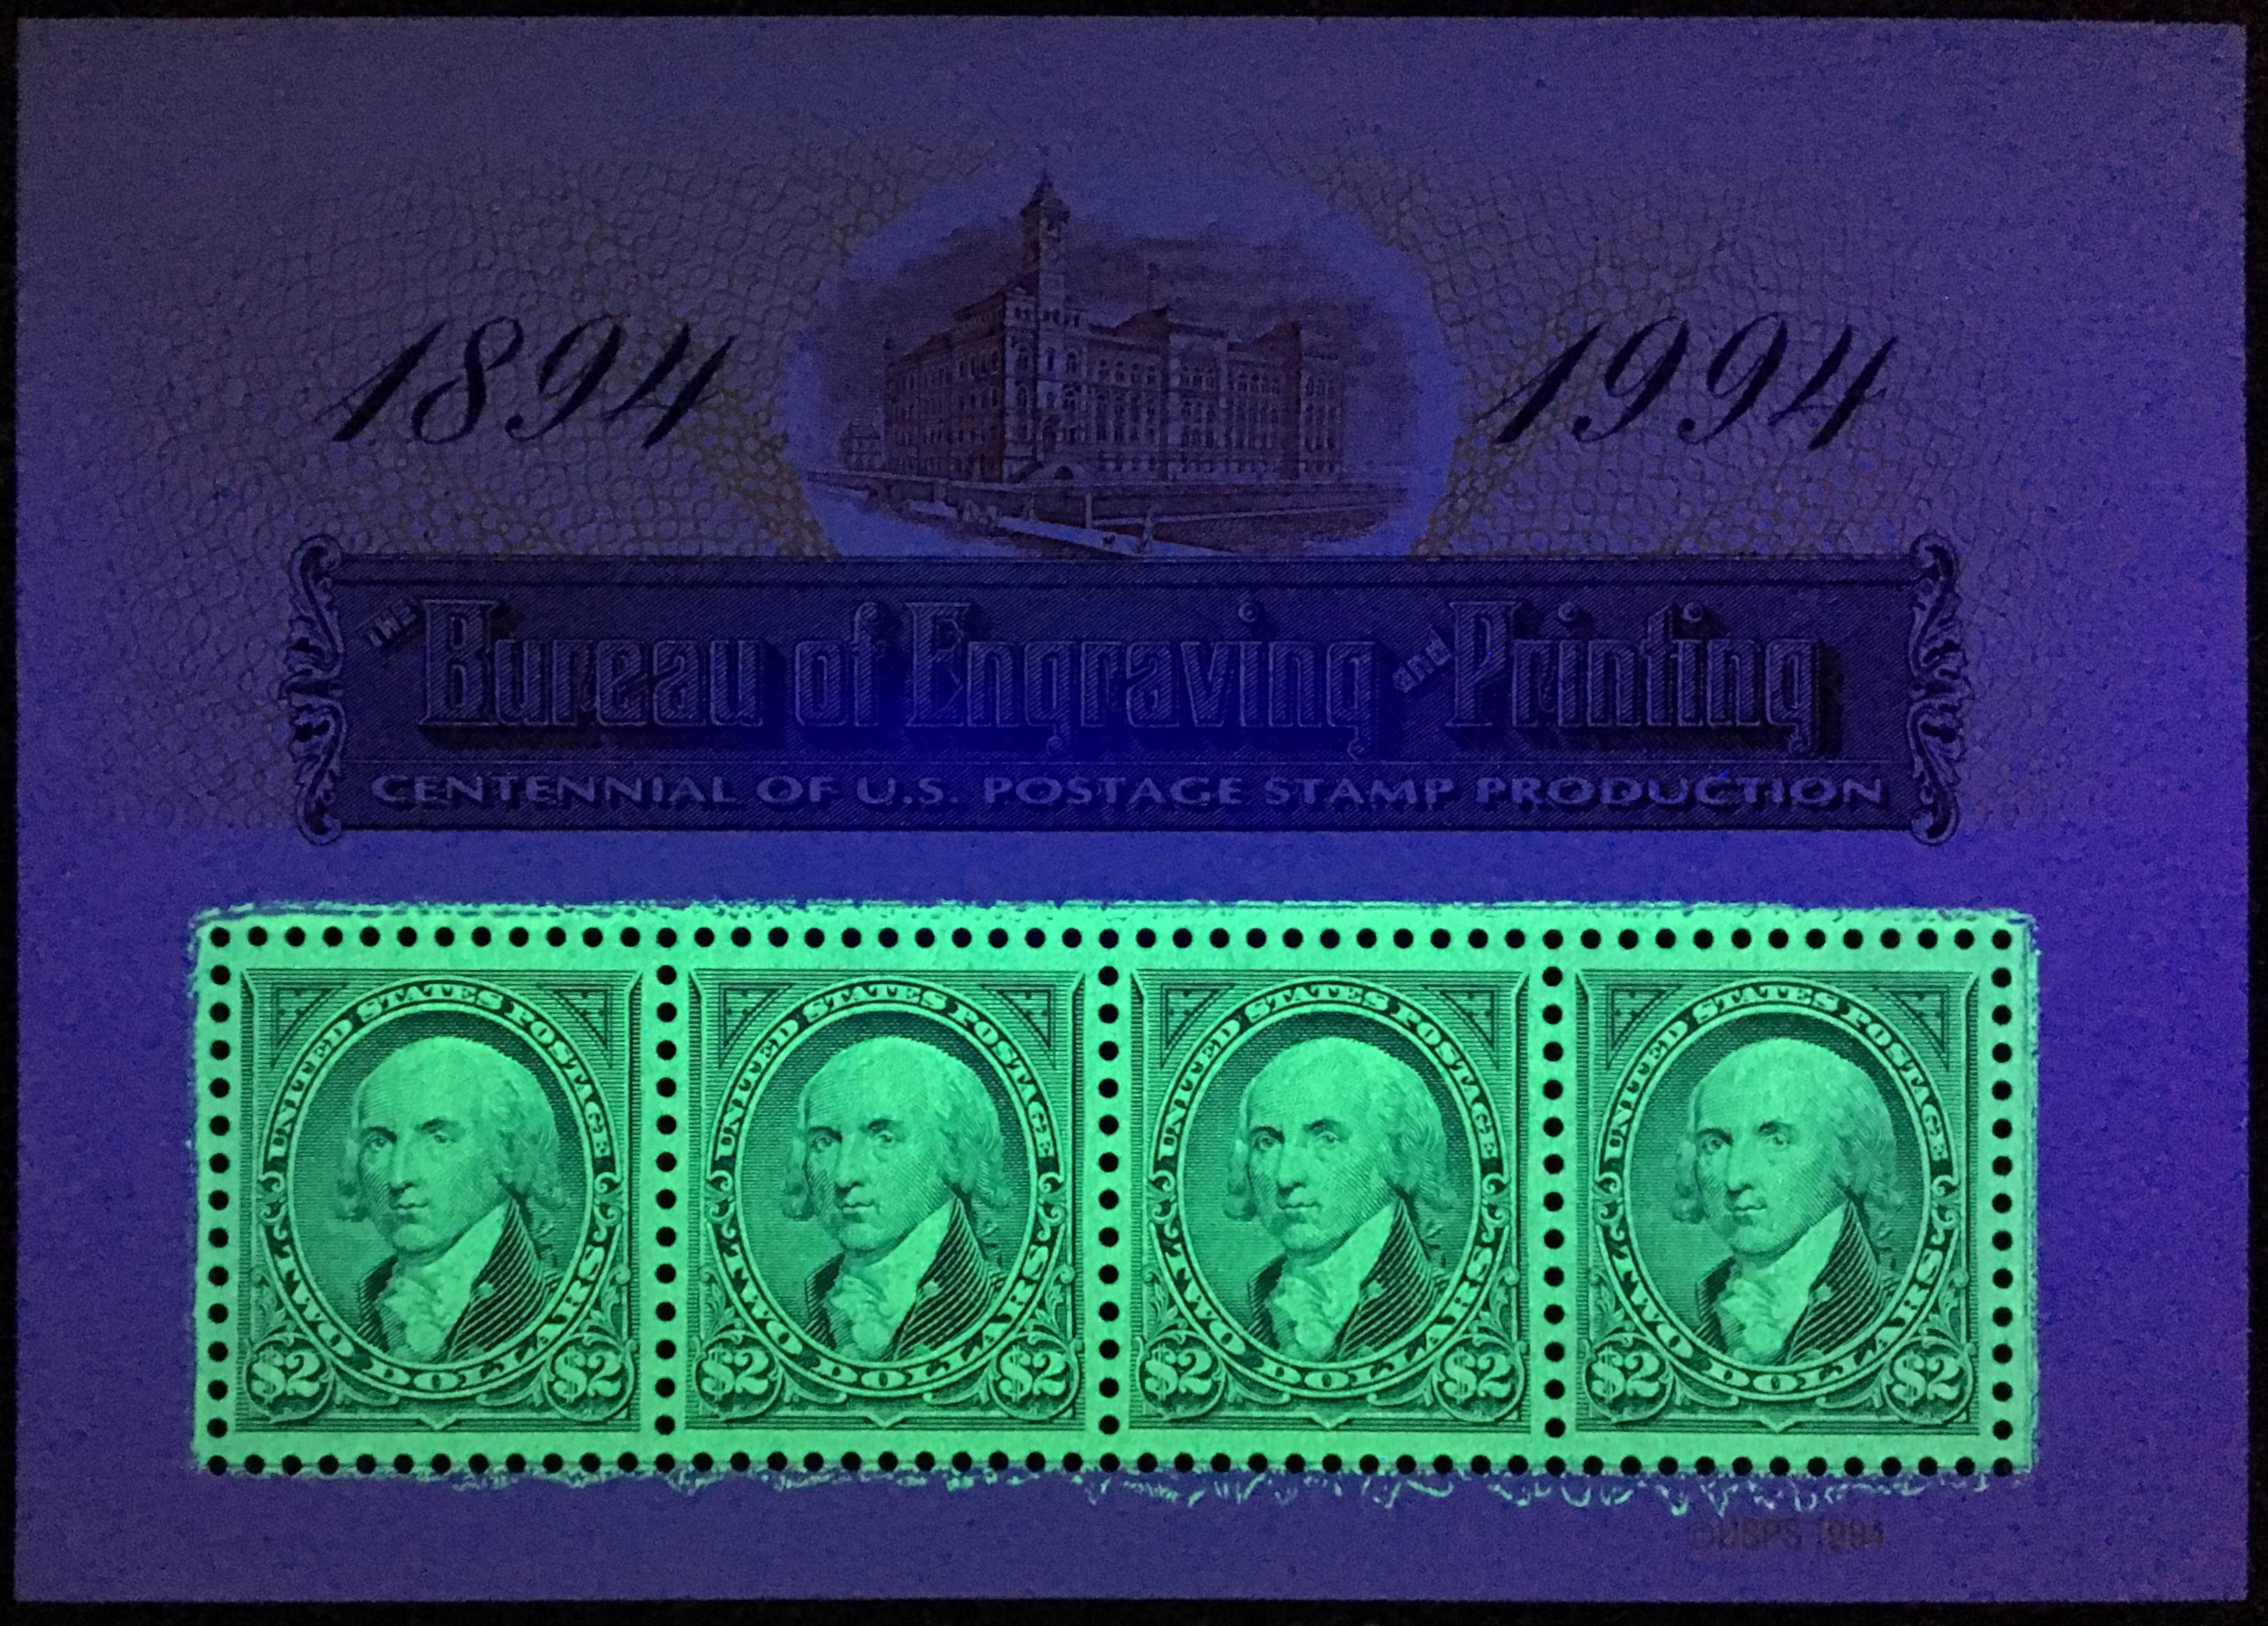 1894 1994
THE Bureau of Engraving and Printing
CENTENNIAL OF U.S. POSTAGE STAMP PRODUCTION
UNITED STATES POSTAGE UNITED STATES POSTAGE UNITED STATES POSTAGE UNITED STATES POSTAGE
TWO DOLLARS TWO DOLLARS TWO DOLLARS TWO DOLLARS
$2 $2 $2 $2 $2 $2 $2 $2
©USPS 1994